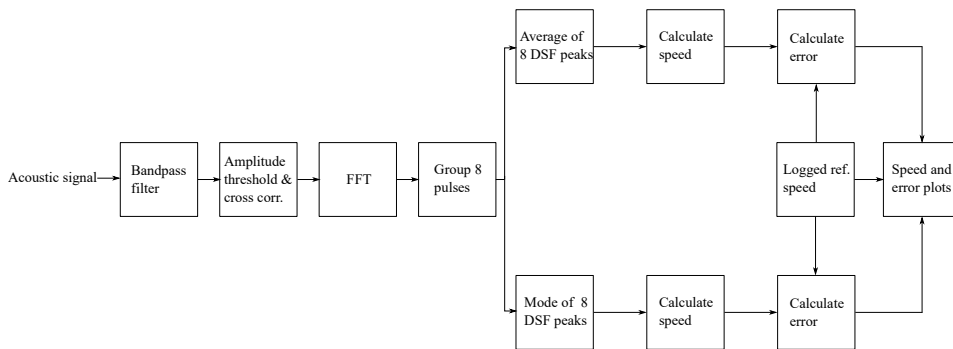 Average of
8 DSF peaks
Calculate
speed
Calculate
error
Acoustic signal
Bandpass
filter
Amplitude
threshold &
cross corr.
FFT
Group 8
pulses
Logged ref.
speed
Speed and
error plots
Mode of 8
DSF peaks
Calculate
speed
Calculate
error